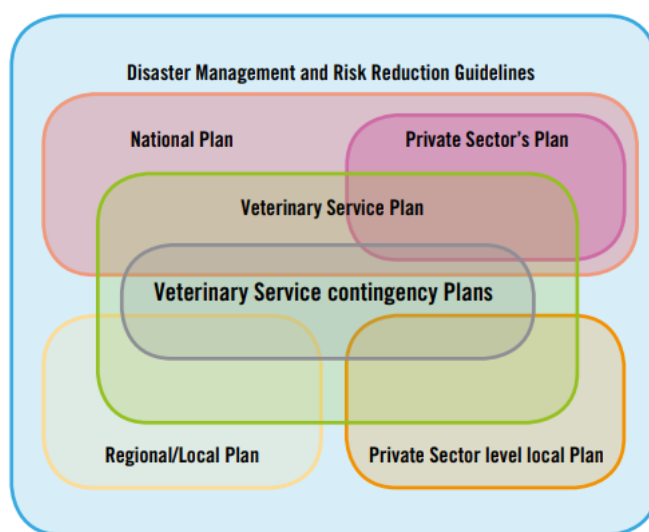 Disaster Management and Risk Reduction Guidelines
National Plan
Private Sector’s Plan
Veterinary Service Plan
Veterinary Service contingency Plans
Regional/Local Plan
Private Sector level local Plan